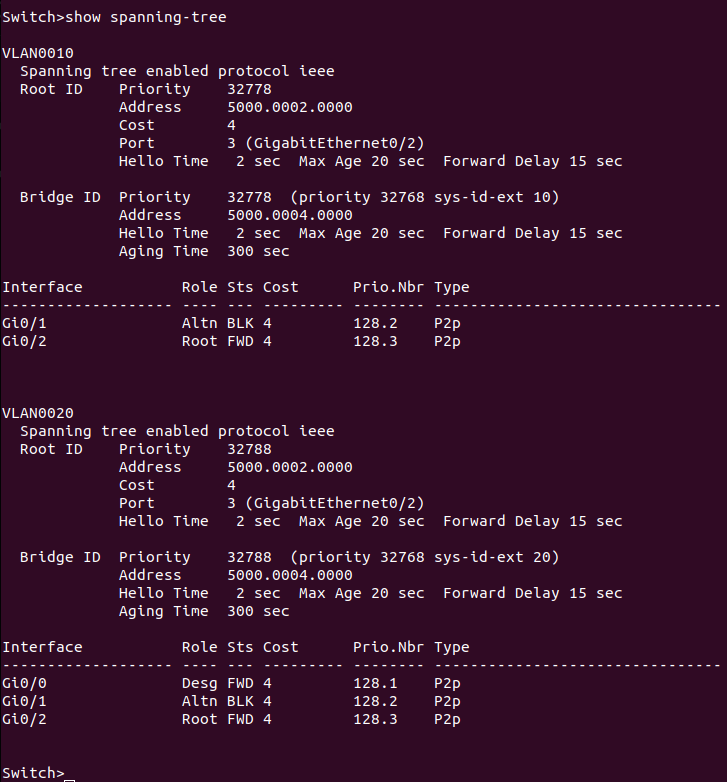 Switch>show spanning-tree
VLAN0010
  Spanning tree enabled protocol ieee
  Root ID    Priority    32778
             Address     5000.0002.0000
             Cost        4
             Port        3 (GigabitEthernet0/2)
             Hello Time   2 sec  Max Age 20 sec  Forward Delay 15 sec
  Bridge ID  Priority    32778  (priority 32768 sys-id-ext 10)
             Address     5000.0004.0000
             Hello Time   2 sec  Max Age 20 sec  Forward Delay 15 sec
             Aging Time  300 sec
Interface           Role Sts Cost      Prio.Nbr Type
------------------- ---- --- --------- -------- --------------------------------
Gi0/1               Altn BLK 4         128.2    P2p
Gi0/2               Root FWD 4         128.3    P2p
VLAN0020
  Spanning tree enabled protocol ieee
  Root ID    Priority    32788
             Address     5000.0002.0000
             Cost        4
             Port        3 (GigabitEthernet0/2)
             Hello Time   2 sec  Max Age 20 sec  Forward Delay 15 sec
  Bridge ID  Priority    32788  (priority 32768 sys-id-ext 20)
             Address     5000.0004.0000
             Hello Time   2 sec  Max Age 20 sec  Forward Delay 15 sec
             Aging Time  300 sec
Interface           Role Sts Cost      Prio.Nbr Type
------------------- ---- --- --------- -------- --------------------------------
Gi0/0               Desg FWD 4         128.1    P2p
Gi0/1               Altn BLK 4         128.2    P2p
Gi0/2               Root FWD 4         128.3    P2p
Switch>